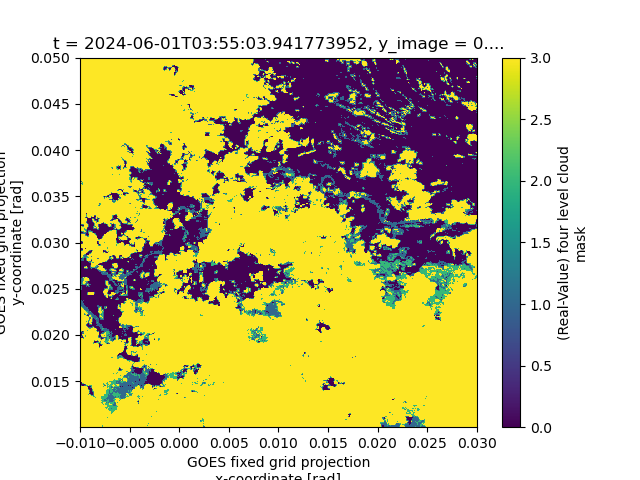 t = 2024-06-01T03:55:03.941773952, y_image = 0....
0.050
0.045
0.040
0.035
0.030
0.025
0.020
0.015
GOES fixed grid projection
y-coordinate [rad]
−0.010 −0.005 0.000 0.005 0.010 0.015 0.020 0.025 0.030
GOES fixed grid projection
x-coordinate [rad]
3.0
2.5
2.0
1.5
1.0
0.5
0.0
(Real-Value) four level cloud
mask